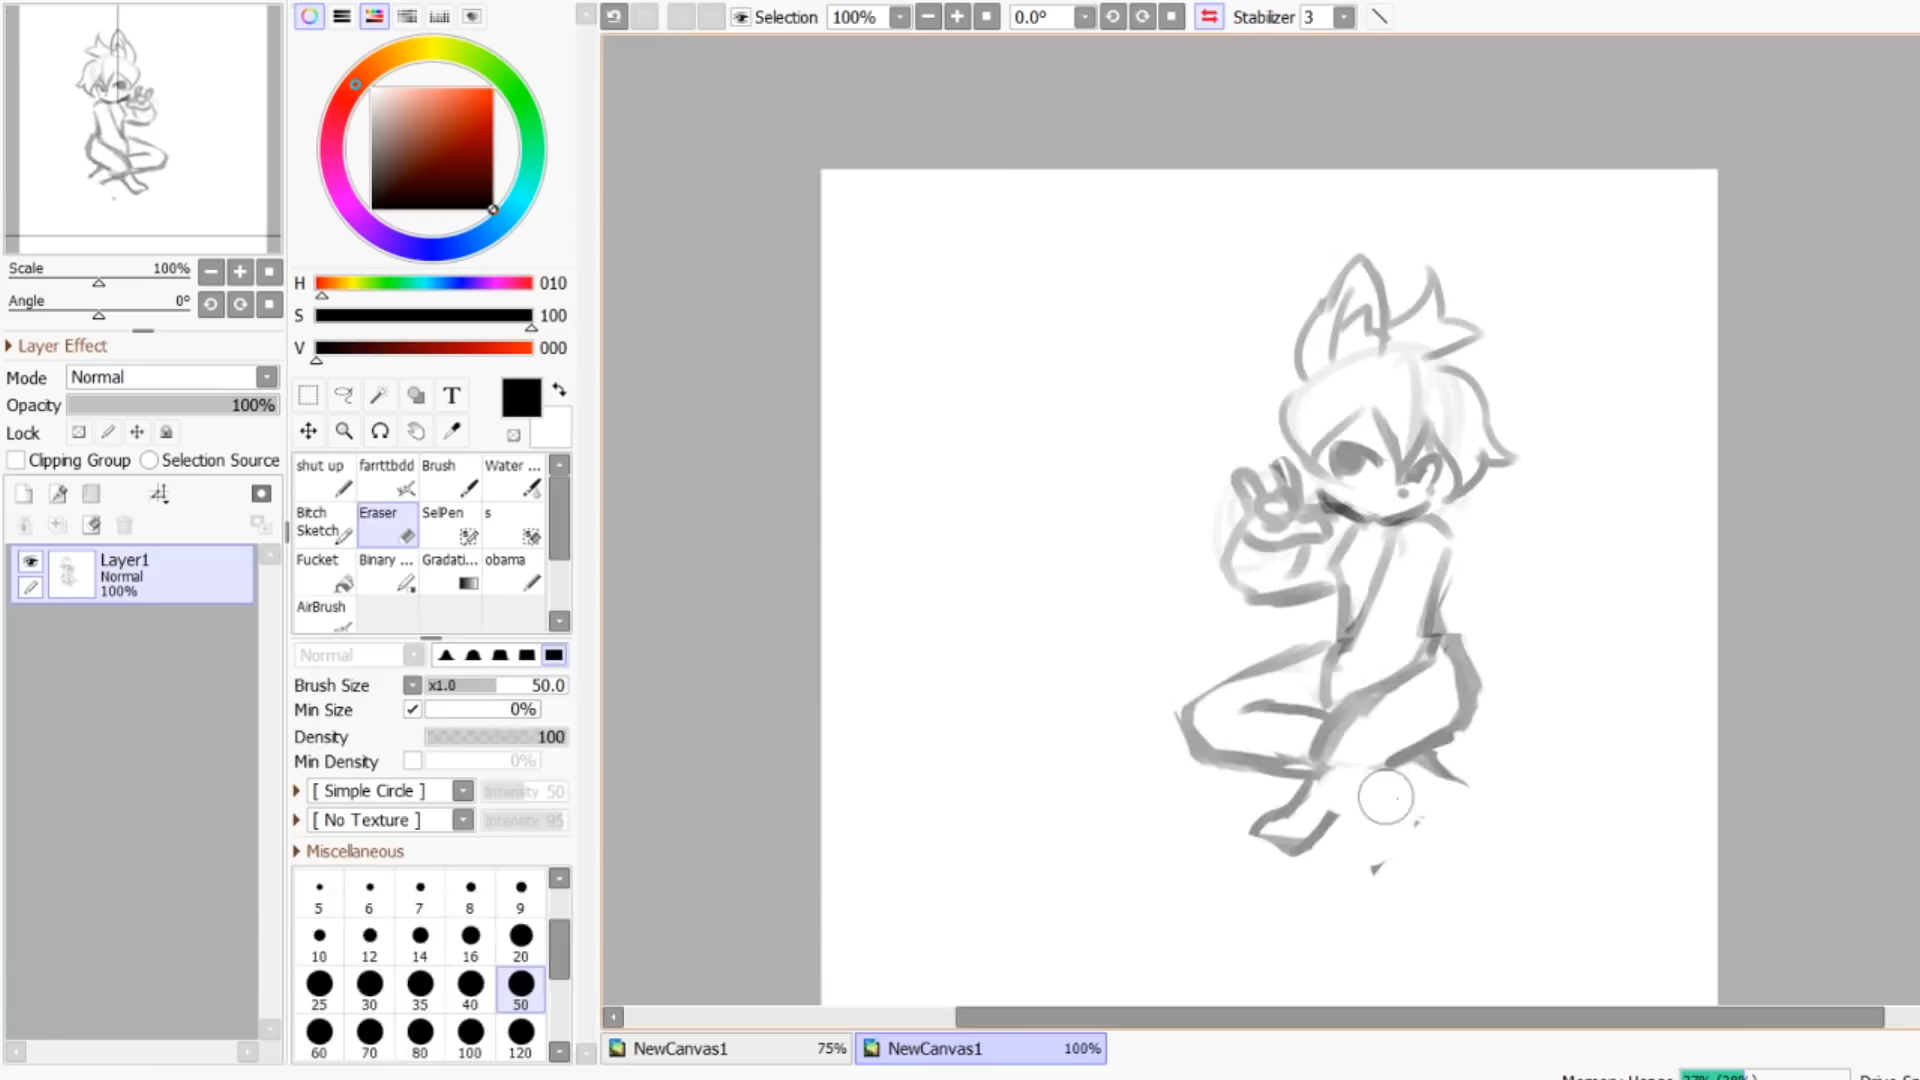 Selection 100% 0.0° Stabilizer 3
Scale 100%
Angle 0°
Layer Effect
Mode Normal
Opacity 100%
Lock
Clipping Group Selection Source
Layer1
Normal
100%
H 010
S 100
V 000
T
shut up farrttbdd Brush Water ...
Bitch Sketch Eraser SelPen s
Fucket Binary ... Gradati... obama
AirBrush
Normal
Brush Size x1.0 50.0
Min Size 0%
Density 100
Min Density 0%
[ Simple Circle ] Intensity 50
[ No Texture ] Intensity 95
Miscellaneous
5 6 7 8 9
10 12 14 16 20
25 30 35 40 50
60 70 80 100 120
NewCanvas1 75% NewCanvas1 100%